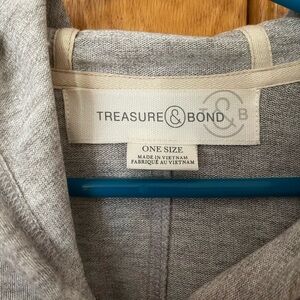 TREASURE & BOND
T & B
ONE SIZE
MADE IN VIETNAM
FABRIQUÉ AU VIETNAM